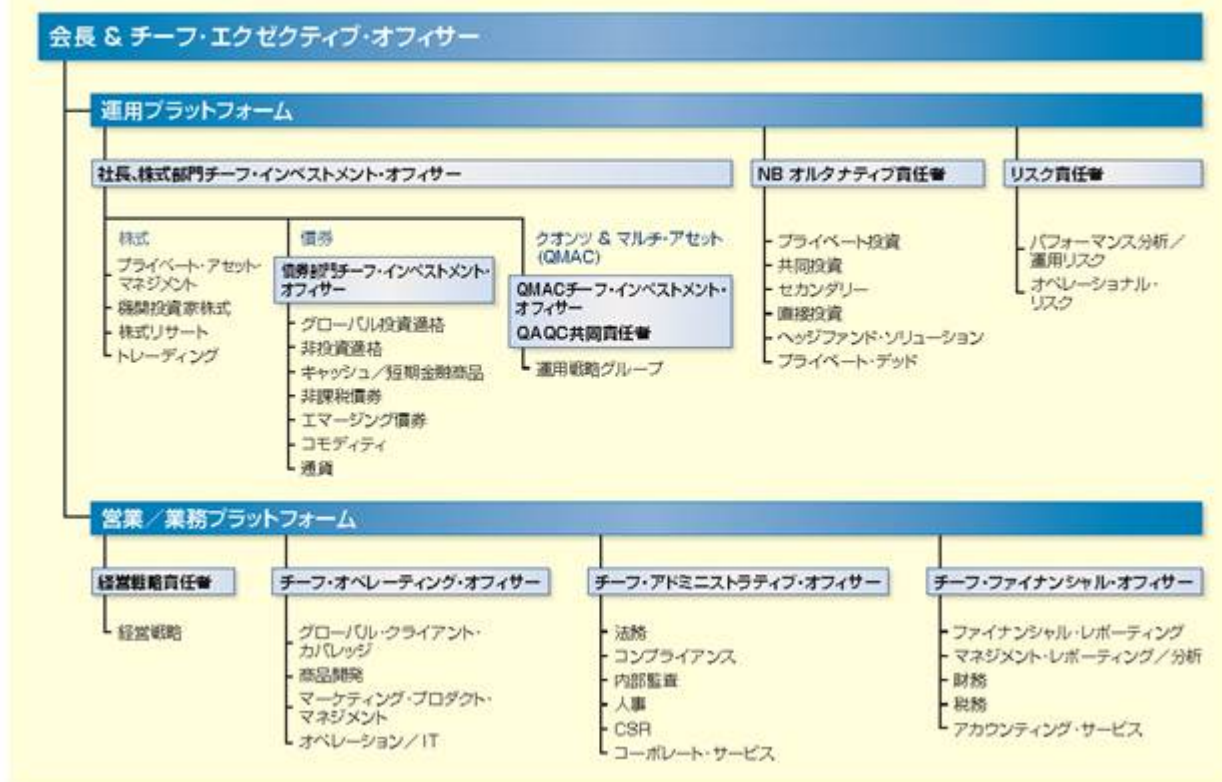 会長 & チーフ・エクゼクティブ・オフィサー
運用プラットフォーム
社長、株式部門チーフ・インベストメント・オフィサー
NB オルタナティブ責任者
リスク責任者
株式
プライベート・アセット・
マネジメント
機関投資家株式
株式リサート
トレーディング
債券
債券部門チーフ・インベストメント・
オフィサー
グローバル投資適格
非投資適格
キャッシュ／短期金融商品
非課税債券
エマージング債券
コモディティ
通貨
クオンツ & マルチ・アセット
(QMAC)
QMACチーフ・インベストメント・
オフィサー
QAQC共同責任者
運用戦略グループ
プライベート投資
共同投資
セカンダリー
直接投資
ヘッジファンド・ソリューション
プライベート・デッド
パフォーマンス分析／
運用リスク
オペレーショナル・
リスク
営業／業務プラットフォーム
経営戦略責任者
経営戦略
チーフ・オペレーティング・オフィサー
グローバル・クライアント・
カバレッジ
商品開発
マーケティング・プロダクト・
マネジメント
オペレーション／IT
チーフ・アドミニストラティブ・オフィサー
法務
コンプライアンス
内部監査
人事
CSR
コーポレート・サービス
チーフ・ファイナンシャル・オフィサー
ファイナンシャル・レポーティング
マネジメント・レポーティング／分析
財務
税務
アカウンティング・サービス